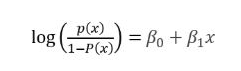 log(p(x)/1−P(x)) = β₀ + β₁x